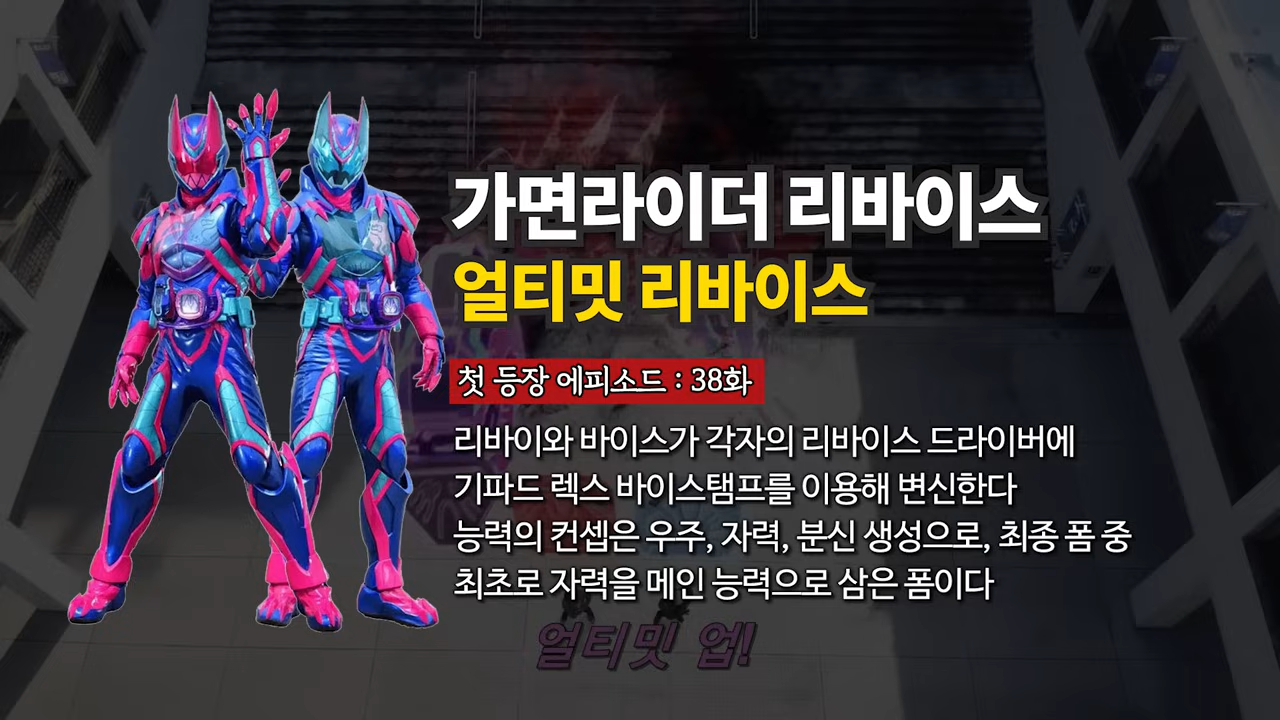 가면라이더 리바이스
얼티밋 리바이스
첫 등장 에피소드 : 38화
리바이와 바이스가 각자의 리바이스 드라이버에
기파드 렉스 바이스탬프를 이용해 변신한다
능력의 컨셉은 우주, 자력, 분신 생성으로, 최종 폼 중
최초로 자력을 메인 능력으로 삼은 폼이다
얼티밋 업!